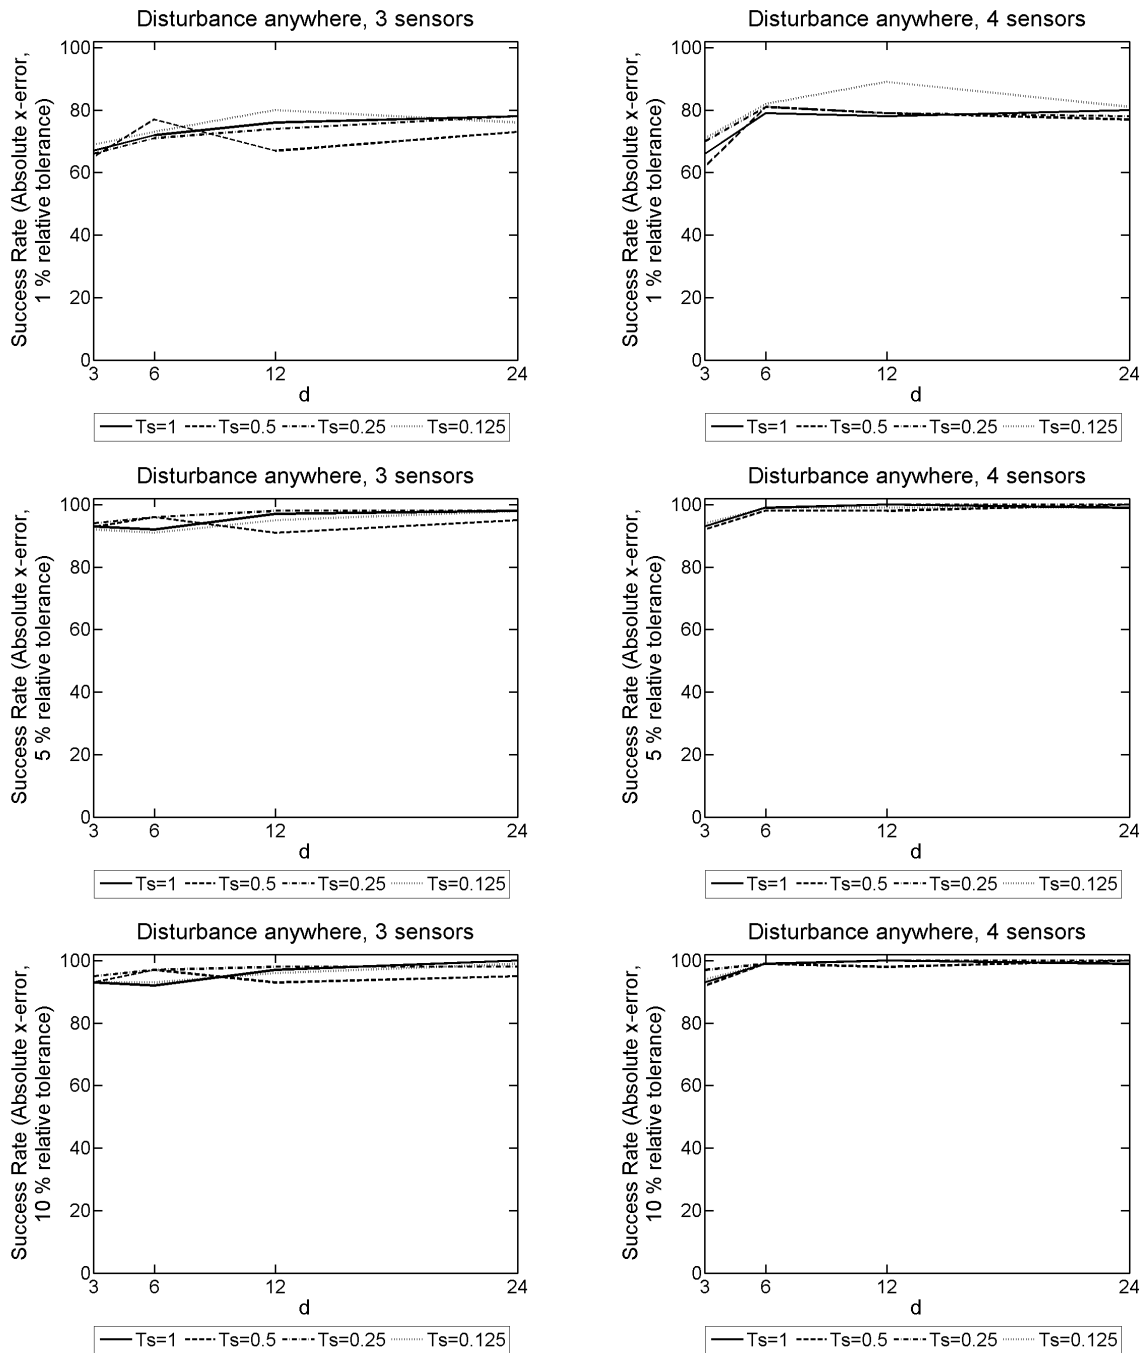 Disturbance anywhere, 3 sensors
Success Rate (Absolute x-error,
1 % relative tolerance)
100
80
60
40
20
0
3 6 12 24
d
Ts=1 Ts=0.5 Ts=0.25 Ts=0.125
Disturbance anywhere, 4 sensors
Success Rate (Absolute x-error,
1 % relative tolerance)
100
80
60
40
20
0
3 6 12 24
d
Ts=1 Ts=0.5 Ts=0.25 Ts=0.125
Disturbance anywhere, 3 sensors
Success Rate (Absolute x-error,
5 % relative tolerance)
100
80
60
40
20
0
3 6 12 24
d
Ts=1 Ts=0.5 Ts=0.25 Ts=0.125
Disturbance anywhere, 4 sensors
Success Rate (Absolute x-error,
5 % relative tolerance)
100
80
60
40
20
0
3 6 12 24
d
Ts=1 Ts=0.5 Ts=0.25 Ts=0.125
Disturbance anywhere, 3 sensors
Success Rate (Absolute x-error,
10 % relative tolerance)
100
80
60
40
20
0
3 6 12 24
d
Ts=1 Ts=0.5 Ts=0.25 Ts=0.125
Disturbance anywhere, 4 sensors
Success Rate (Absolute x-error,
10 % relative tolerance)
100
80
60
40
20
0
3 6 12 24
d
Ts=1 Ts=0.5 Ts=0.25 Ts=0.125